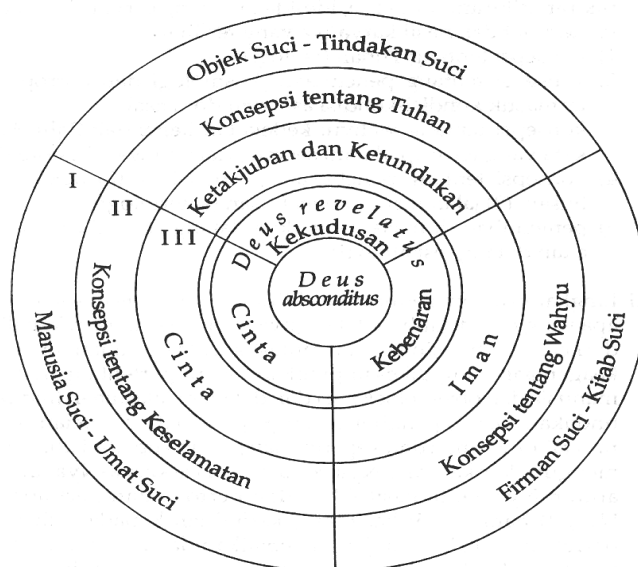 Objek Suci - Tindakan Suci
Konsepsi tentang Tuhan
Ketakjuban dan Ketundukan
I
II
III
Deus revelatus
Kekudusan
Deus
absconditus
Cinta
Kebenaran
Cinta
Iman
Konsepsi tentang Keselamatan
Konsepsi tentang Wahyu
Manusia Suci - Umat Suci
Firman Suci - Kitab Suci